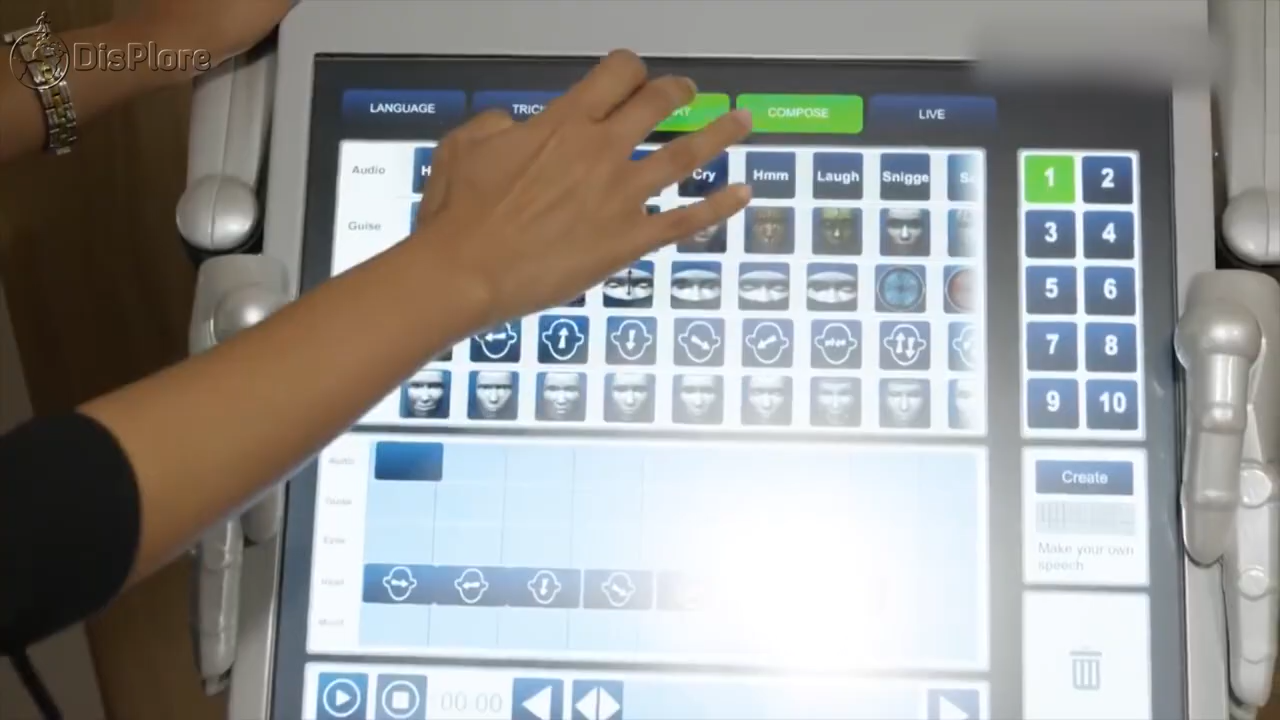 DisPlore
LANGUAGE
COMPOSE
LIVE
Audio
Cry
Hmm
Laugh
Snigge
Guise
1
2
3
4
5
6
7
8
9
10
Audio
Head
00:00
Create
Make your own
speech